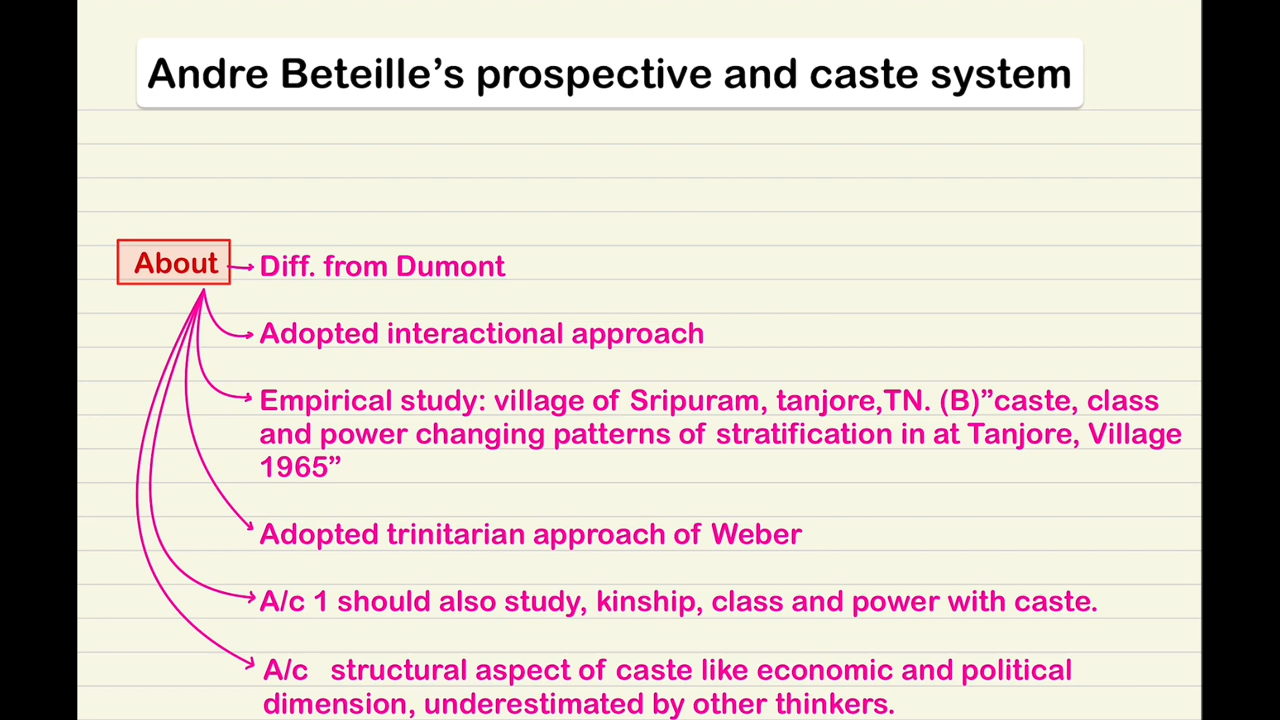 Andre Beteille’s prospective and caste system
About
Diff. from Dumont
Adopted interactional approach
Empirical study: village of Sripuram, tanjore,TN. (B)”caste, class
and power changing patterns of stratification in at Tanjore, Village
1965”
Adopted trinitarian approach of Weber
A/c 1 should also study, kinship, class and power with caste.
A/c structural aspect of caste like economic and political
dimension, underestimated by other thinkers.